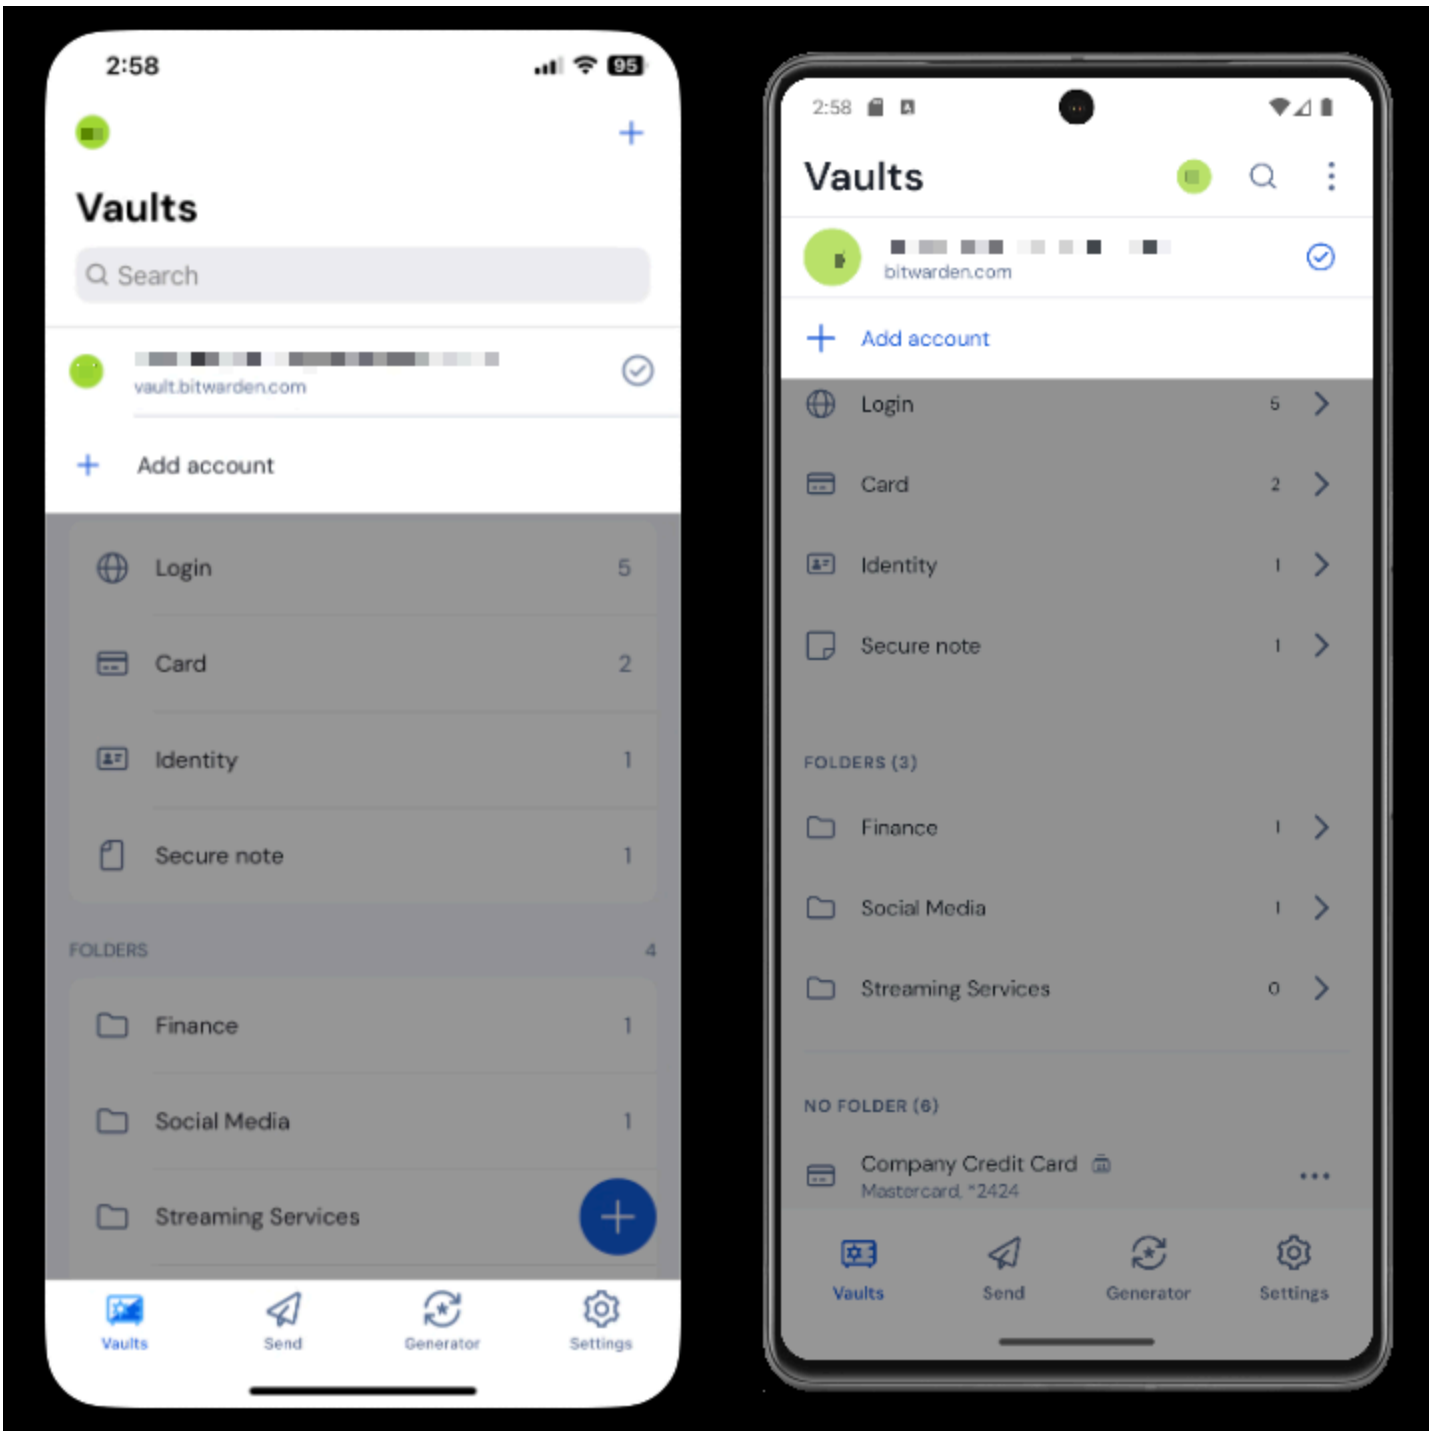 2:58
95
Vaults
Search
vault.bitwarden.com
Add account
Login 5
Card 2
Identity 1
Secure note 1
FOLDERS 4
Finance 1
Social Media 1
Streaming Services
Vaults Send Generator Settings
2:58
Vaults
bitwarden.com
Add account
Login 5
Card 2
Identity 1
Secure note 1
FOLDERS (3)
Finance 1
Social Media 1
Streaming Services 0
NO FOLDER (6)
Company Credit Card
Mastercard, *2424
Vaults Send Generator Settings